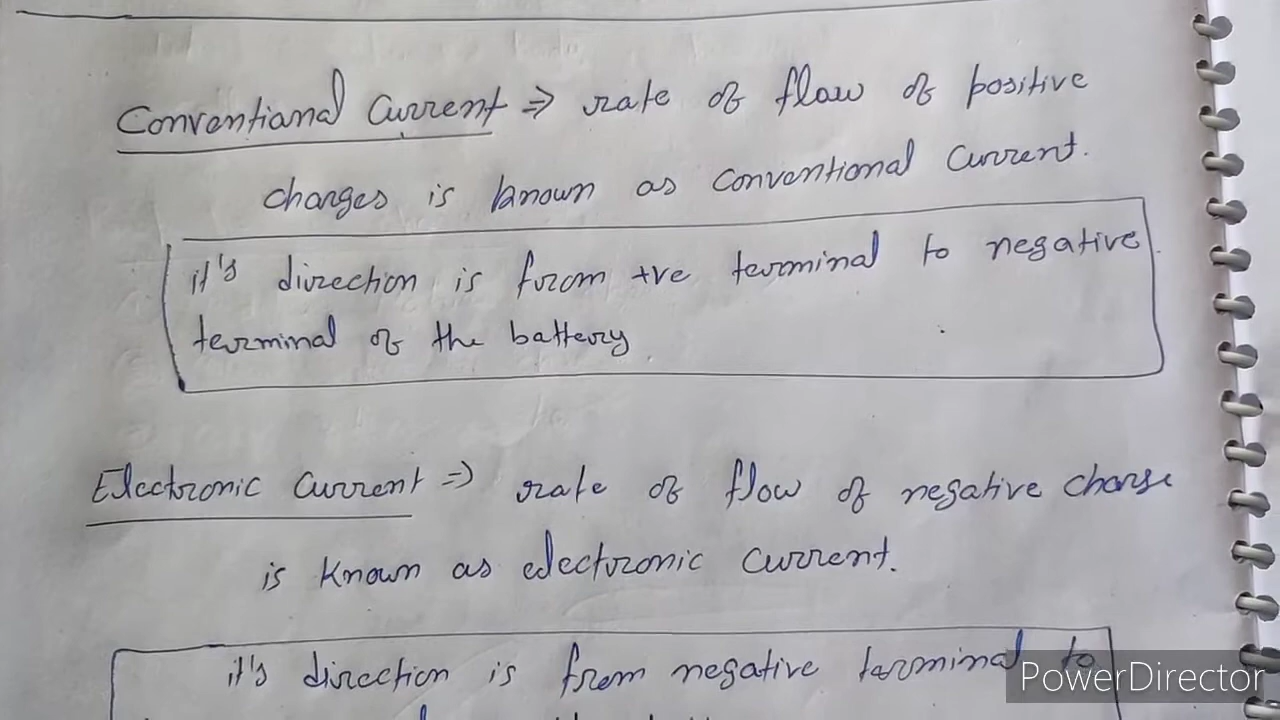 Conventional Current ⇒ rate of flow of positive
charges is known as conventional current.
it's direction is from +ve terminal to negative
terminal of the battery
Electronic Current ⇒ rate of flow of negative charge
is known as electronic current.
it's direction is from negative terminal to
PowerDirector